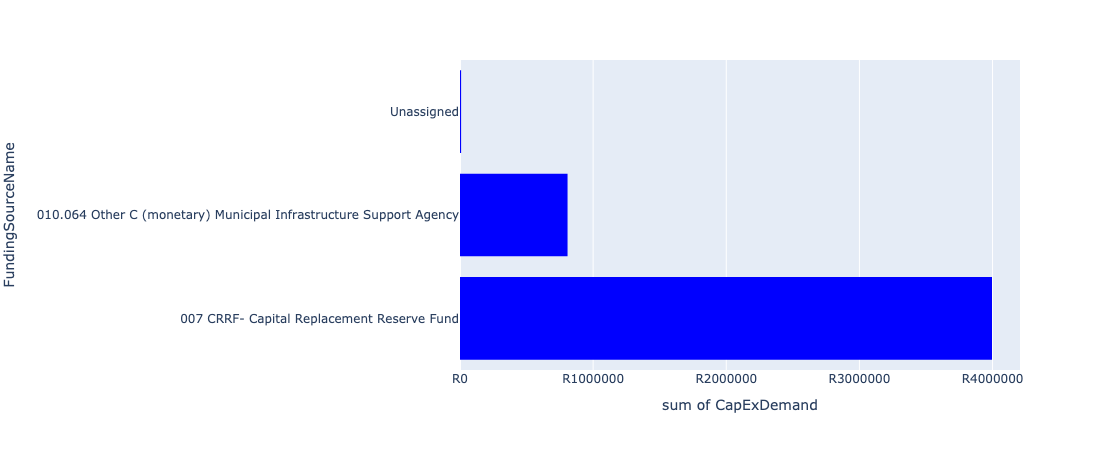 FundingSourceName
Unassigned
010.064 Other C (monetary) Municipal Infrastructure Support Agency
007 CRRF- Capital Replacement Reserve Fund
R0 R1000000 R2000000 R3000000 R4000000
sum of CapExDemand